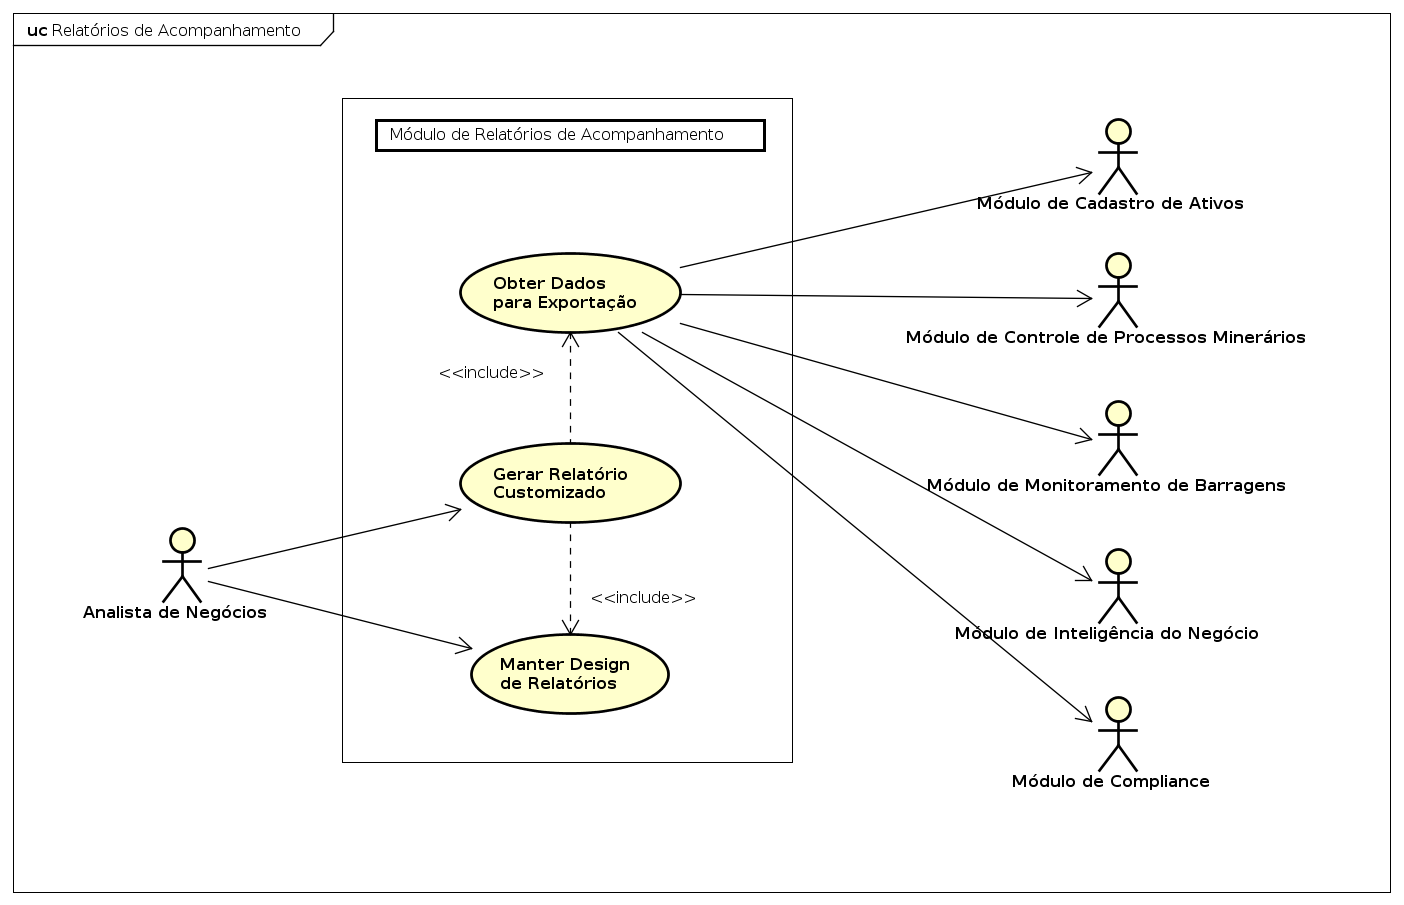 uc Relatórios de Acompanhamento
Módulo de Relatórios de Acompanhamento
Módulo de Cadastro de Ativos
Obter Dados
para Exportação
Módulo de Controle de Processos Minerários
<<include>>
Gerar Relatório
Customizado
Módulo de Monitoramento de Barragens
Analista de Negócios
<<include>>
Módulo de Inteligência do Negócio
Manter Design
de Relatórios
Módulo de Compliance